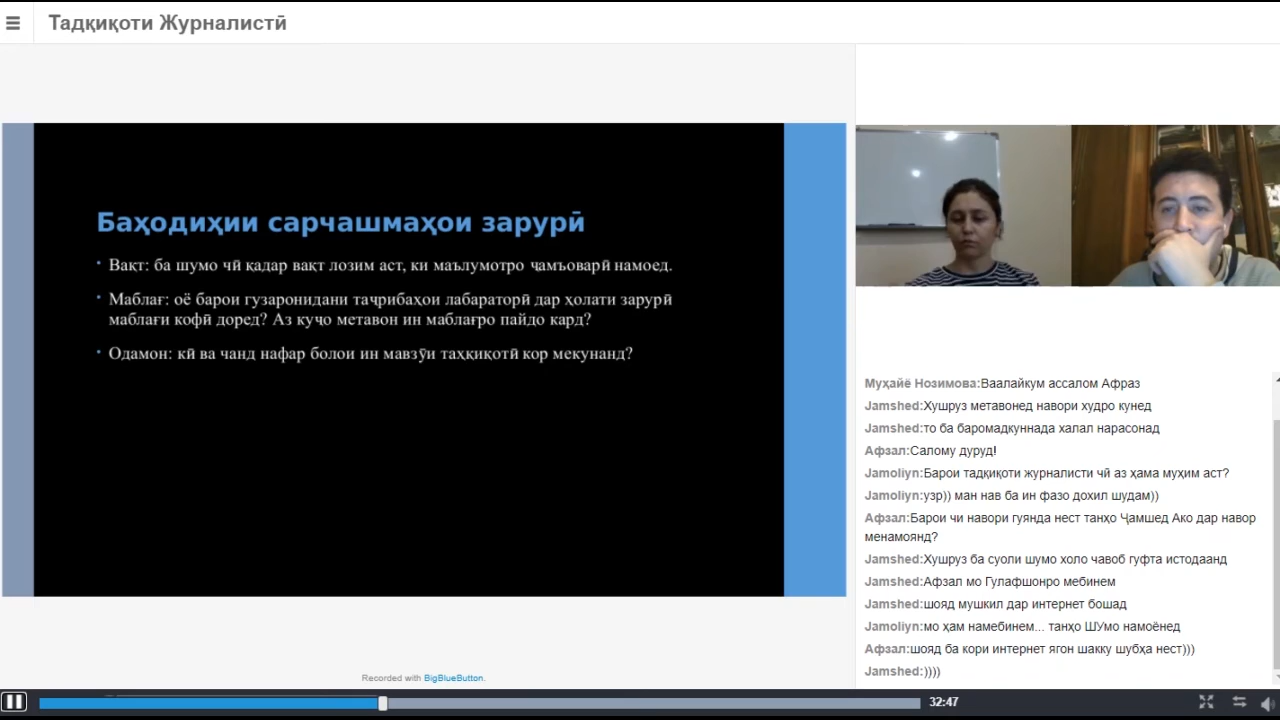 Тадқиқоти Журналистӣ
Баҳодиҳии сарчашмаҳои зарурӣ
Вақт: ба шумо чӣ қадар вақт лозим аст, ки маълумотро ҷамъоварӣ намоед.
Маблағ: оё барои гузаронидани таҷрибаҳои лабараторӣ дар ҳолати зарурӣ
маблағи кофӣ доред? Аз куҷо метавон ин маблағро пайдо кард?
Одамон: кӣ ва чанд нафар болои ин мавзӯи таҳқиқотӣ кор мекунанд?
Муҳайё Нозимова:Ваалайкум ассалом Афраз
Jamshed:Хушруз метавонед навори худро кунед
Jamshed:то ба баромадкуннада халал нарасонад
Афзал:Салому дуруд!
Jamoliyn:Барои тадқиқоти журналисти чӣ аз ҳама муҳим аст?
Jamoliyn:узр)) ман нав ба ин фазо дохил шудам))
Афзал:Барои чи навори гуянда нест танҳо Ҷамшед Ако дар навор
менамоянд?
Jamshed:Хушруз ба суоли шумо холо чавоб гуфта истодаанд
Jamshed:Афзал мо Гулафшонро мебинем
Jamshed:шояд мушкил дар интернет бошад
Jamoliyn:мо ҳам намебинем... танҳо ШУмо намоёнед
Афзал:шояд ба кори интернет ягон шакку шубҳа нест)))
Jamshed:))))
Recorded with BigBlueButton.
32:47